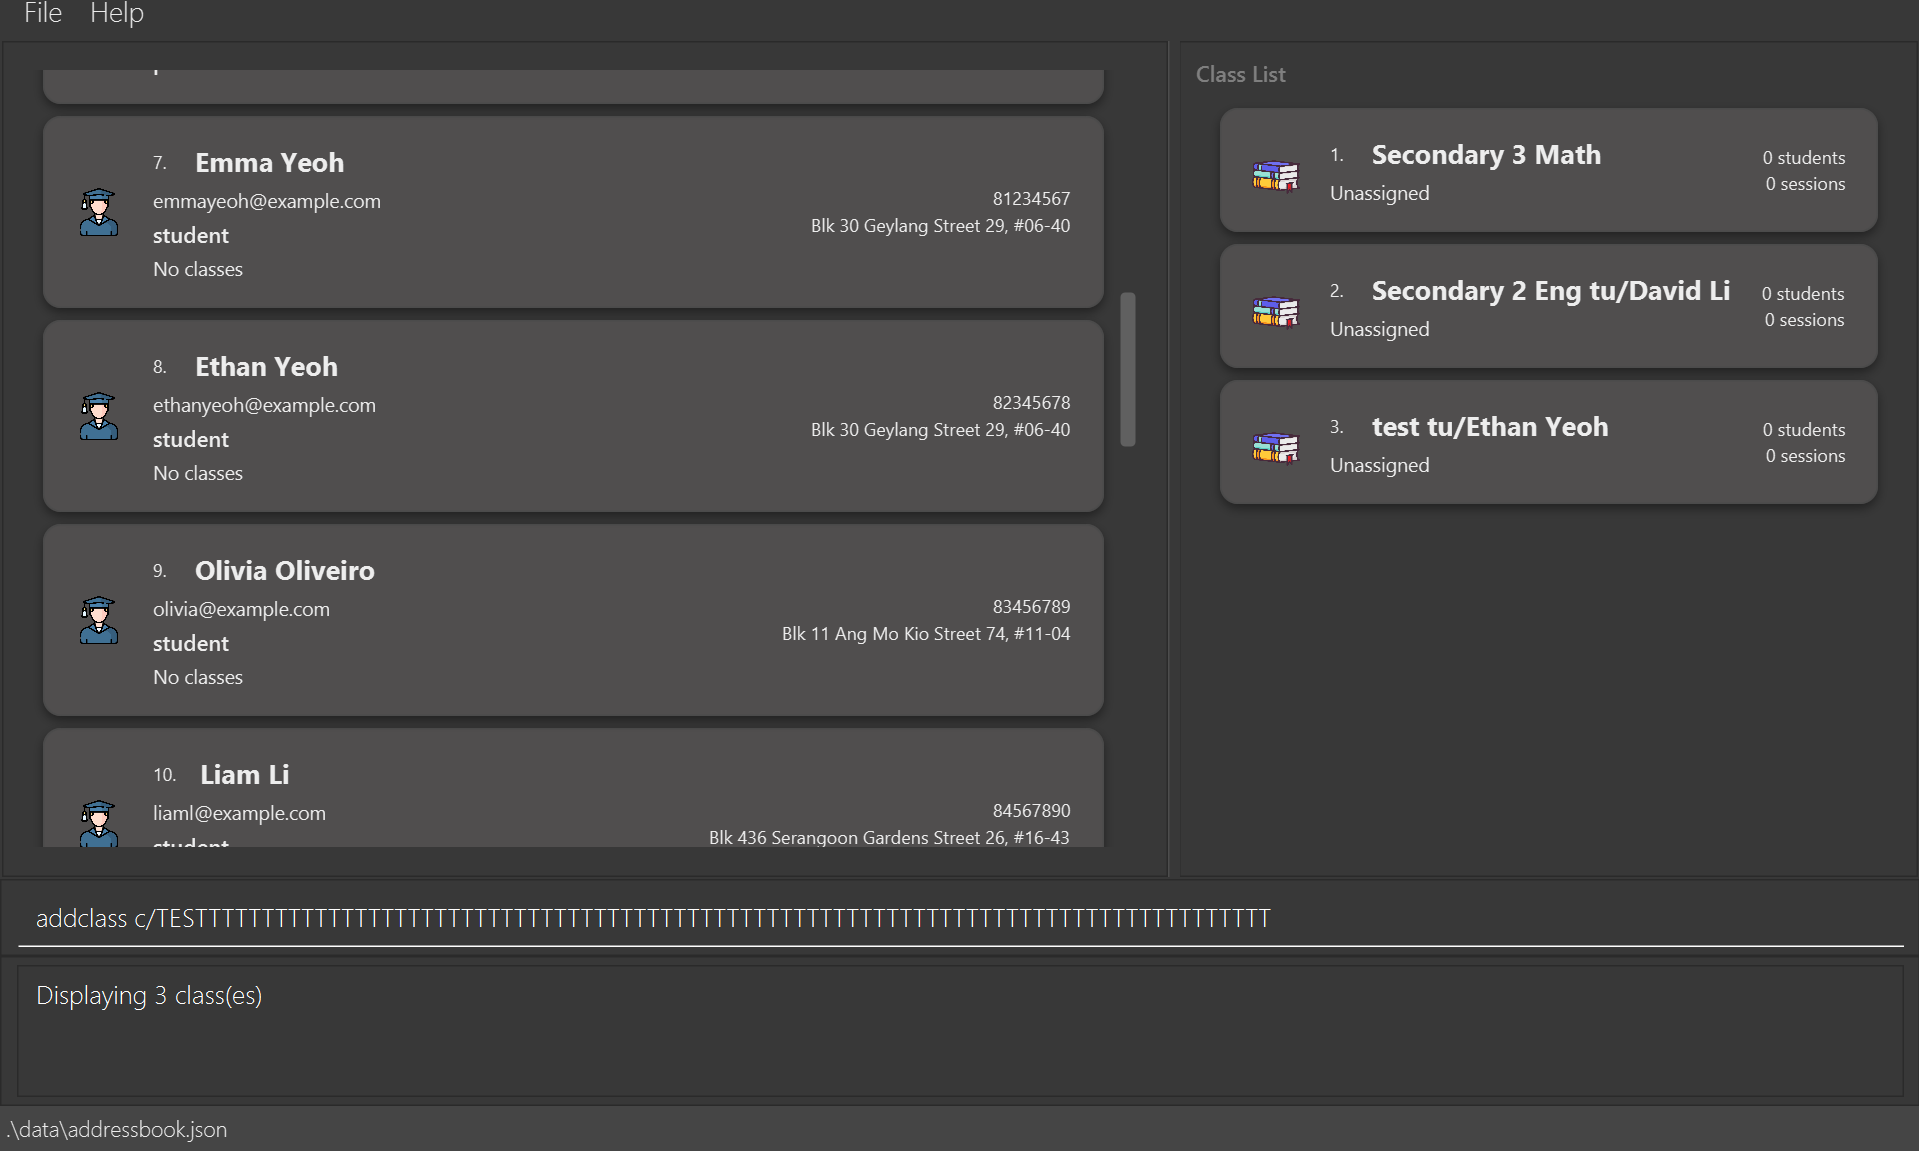 File Help
Class List
7. Emma Yeoh
emmayeoh@example.com
student
No classes
81234567
Blk 30 Geylang Street 29, #06-40
8. Ethan Yeoh
ethanyeoh@example.com
student
No classes
82345678
Blk 30 Geylang Street 29, #06-40
9. Olivia Oliveiro
olivia@example.com
student
No classes
83456789
Blk 11 Ang Mo Kio Street 74, #11-04
10. Liam Li
liaml@example.com
student
84567890
Blk 436 Serangoon Gardens Street 26, #16-43
1. Secondary 3 Math
Unassigned
0 students
0 sessions
2. Secondary 2 Eng tu/David Li
Unassigned
0 students
0 sessions
3. test tu/Ethan Yeoh
Unassigned
0 students
0 sessions
addclass c/TESTTTTTTTTTTTTTTTTTTTTTTTTTTTTTTTTTTTTTTTTTTTTTTTTTTTTTTTTTTTTTTTTTTTTTTTTTTTTTTTTT
Displaying 3 class(es)
.\data\addressbook.json